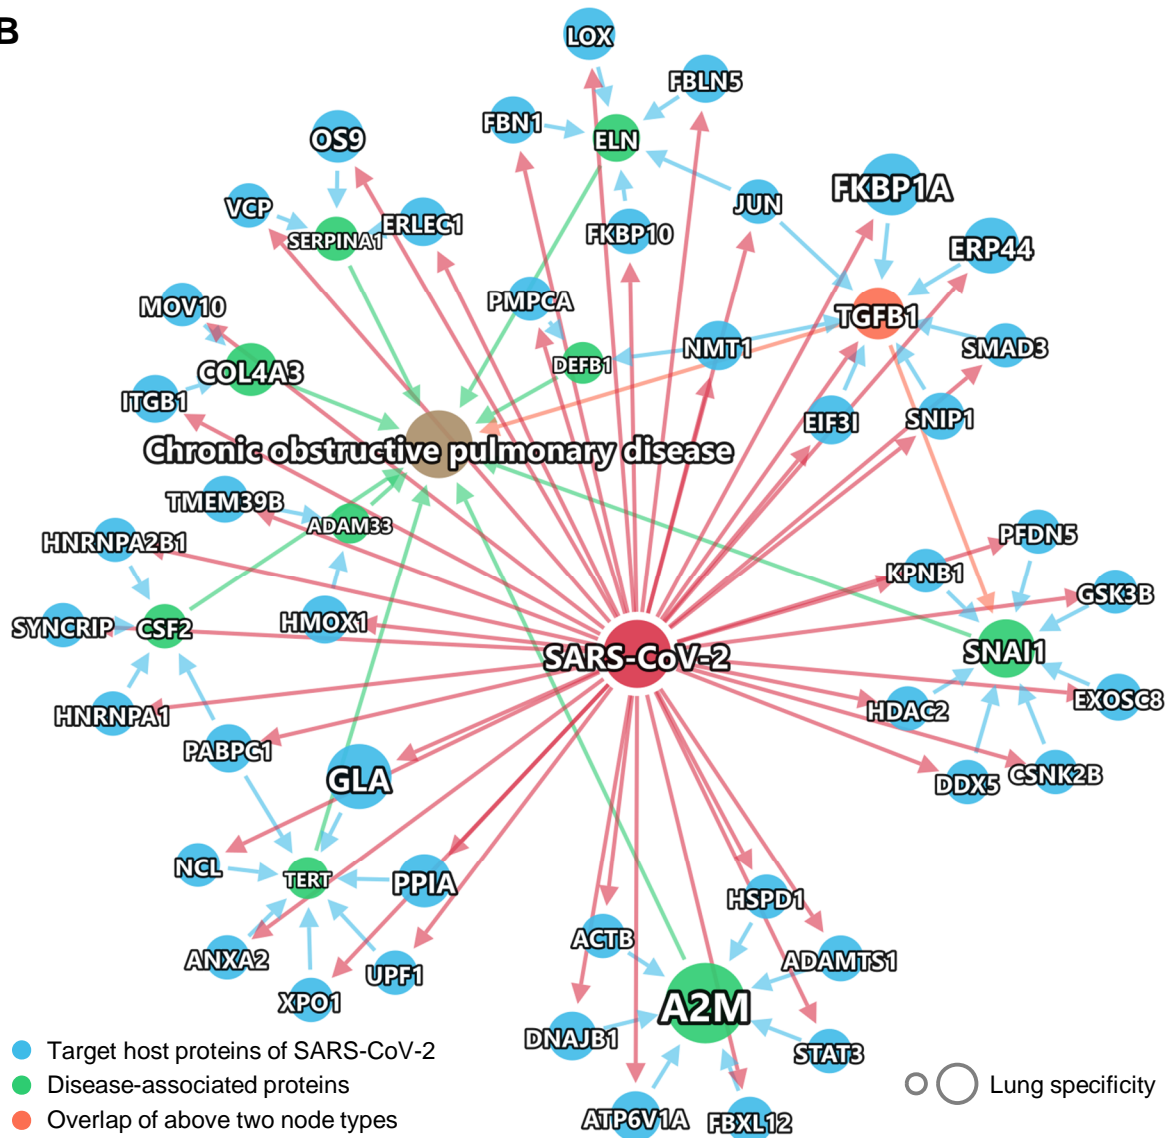 B
LOX
FBLN5
FBN1
OS9
ELN
FKBP1A
VCP
JUN
SERPINA1
ERLEC1
FKBP10
ERP44
MOV10
PMPCA
TGFB1
COL4A3
DEFB1
NMT1
SMAD3
ITGB1
EIF3I
SNIP1
Chronic obstructive pulmonary disease
TMEM39B
ADAM33
HNRNPA2B1
PFDN5
KPNB1
GSK3B
SYNCRIP
CSF2
HMOX1
SARS-CoV-2
SNAI1
HNRNPA1
HDAC2
EXOSC8
PABPC1
GLA
DDX5
CSNK2B
NCL
TERT
PPIA
HSPD1
ANXA2
UPF1
ACTB
ADAMTS1
XPO1
A2M
DNAJB1
STAT3
Target host proteins of SARS-CoV-2
Disease-associated proteins
Lung specificity
ATP6V1A
FBXL12
Overlap of above two node types